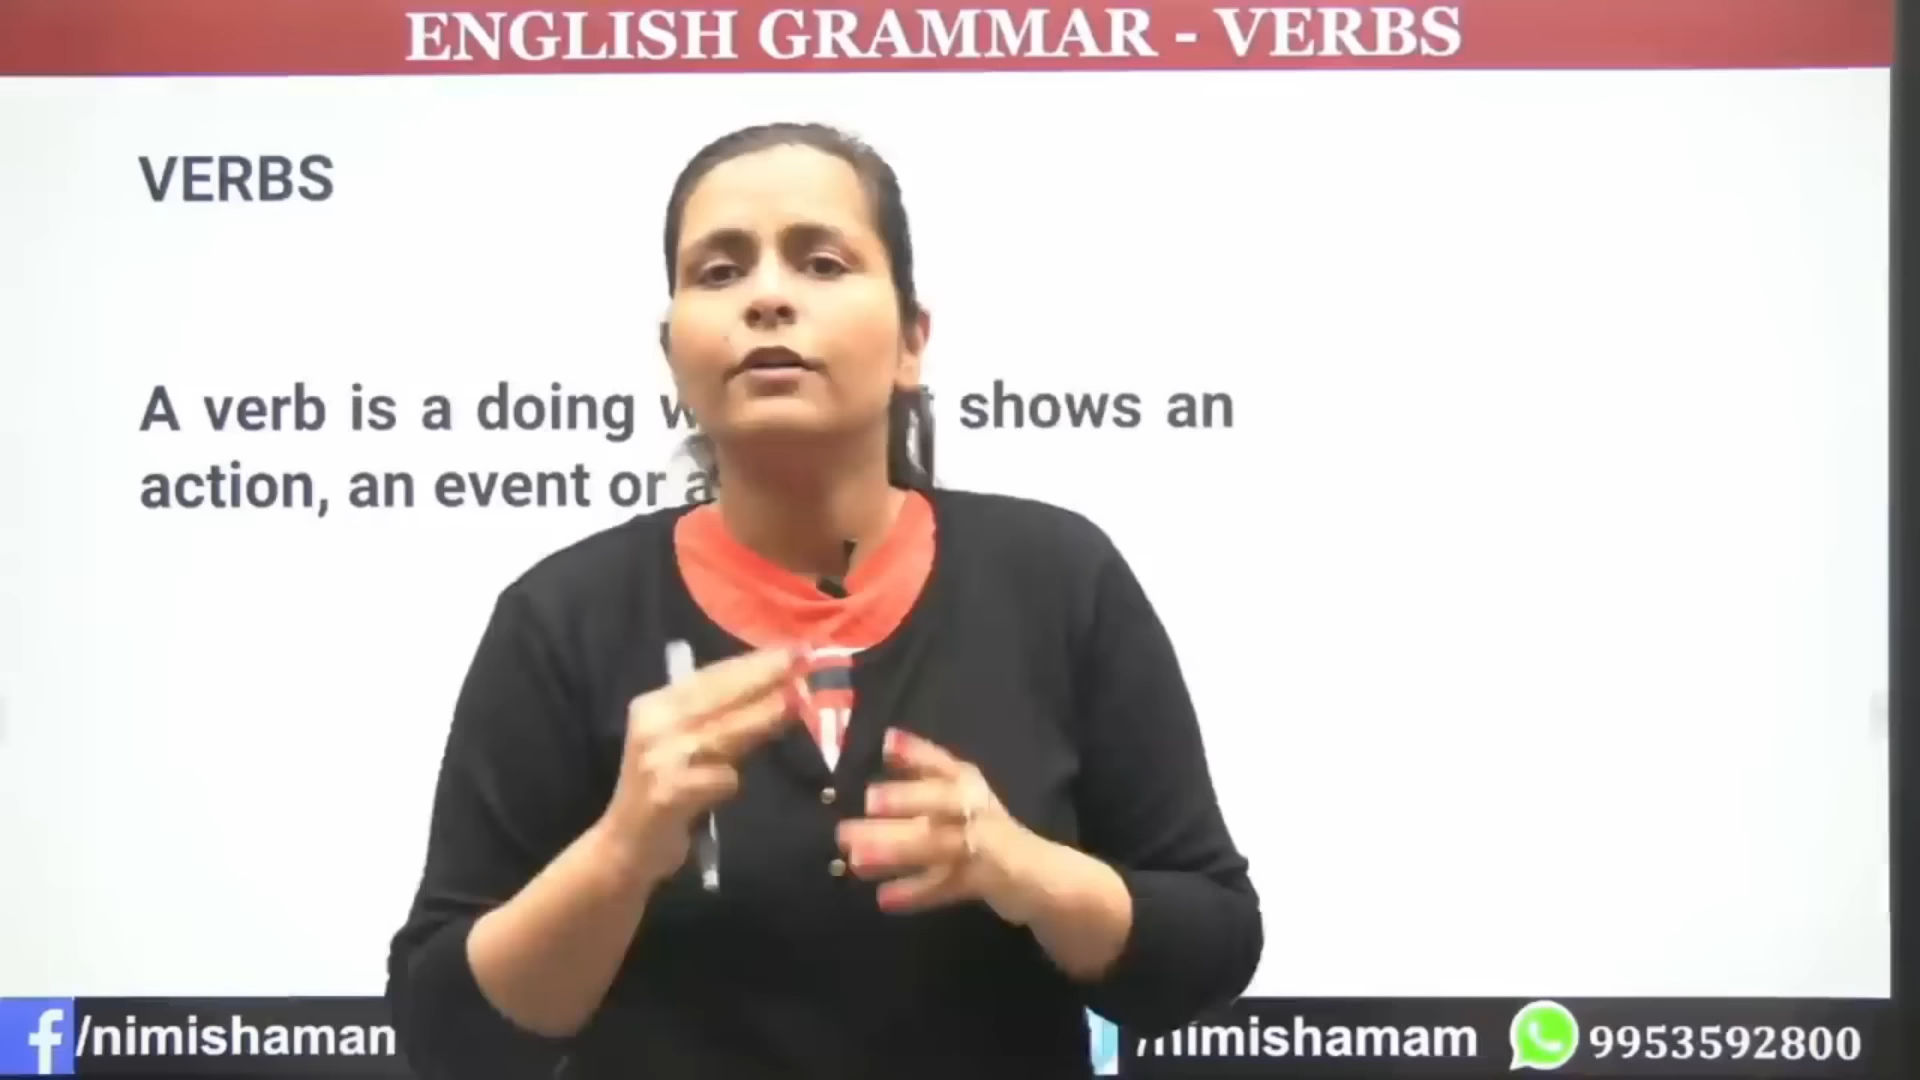 ENGLISH GRAMMAR - VERBS
VERBS
A verb is a doing shows an
action, an event or a
/nimishaman
/nimishamam
9953592800